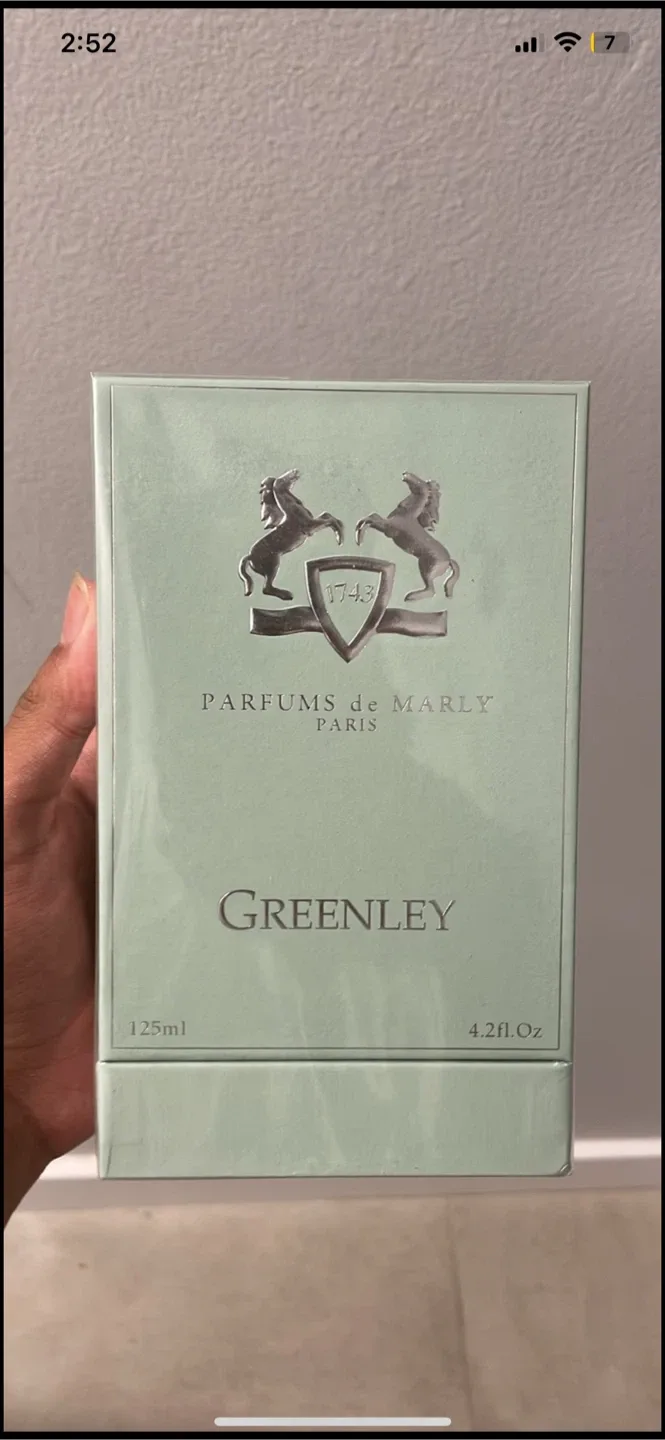 2:52
7
1743
PARFUMS de MARLY
PARIS
GREENLEY
125ml
4.2fl.Oz